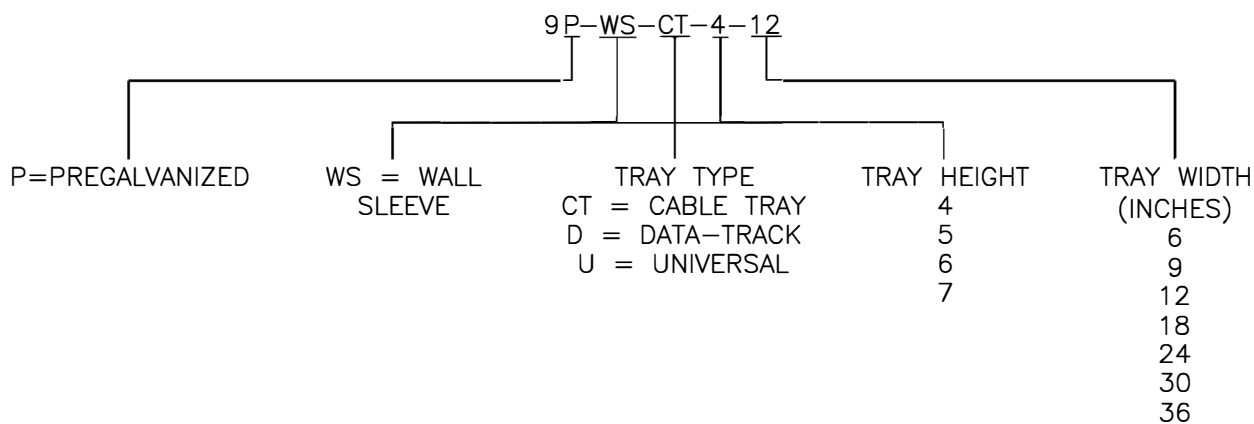 9P-WS-CT-4-12
P=PREGALVANIZED
WS = WALL
SLEEVE
TRAY TYPE
CT = CABLE TRAY
D = DATA-TRACK
U = UNIVERSAL
TRAY HEIGHT
4
5
6
7
TRAY WIDTH
(INCHES)
6
9
12
18
24
30
36